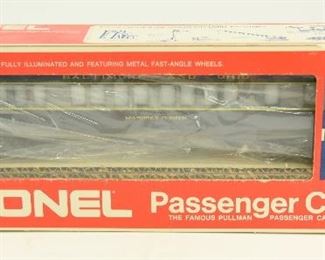 FULLY ILLUMINATED AND FEATURING METAL FAST-ANGLE WHEELS.
BALTIMORE AND OHIO
ONEL Passenger C
THE FAMOUS PULLMAN PASSENGER CA